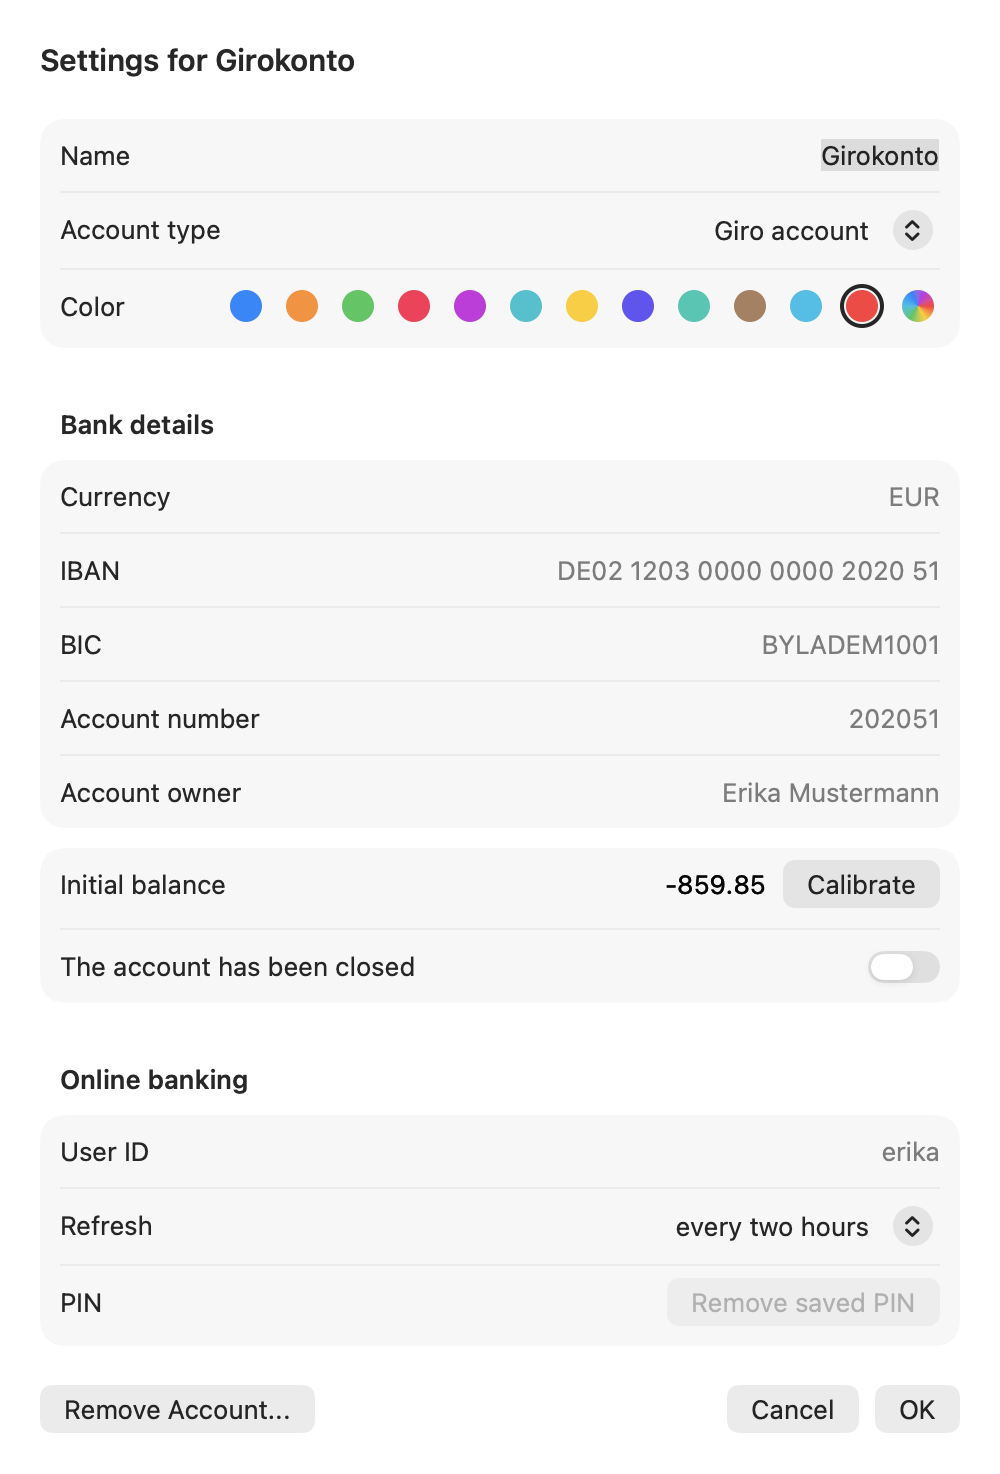 Settings for Girokonto
Name Girokonto
Account type Giro account
Color
Bank details
Currency EUR
IBAN DE02 1203 0000 0000 2020 51
BIC BYLADEM1001
Account number 202051
Account owner Erika Mustermann
Initial balance -859.85 Calibrate
The account has been closed
Online banking
User ID erika
Refresh every two hours
PIN Remove saved PIN
Remove Account... Cancel OK